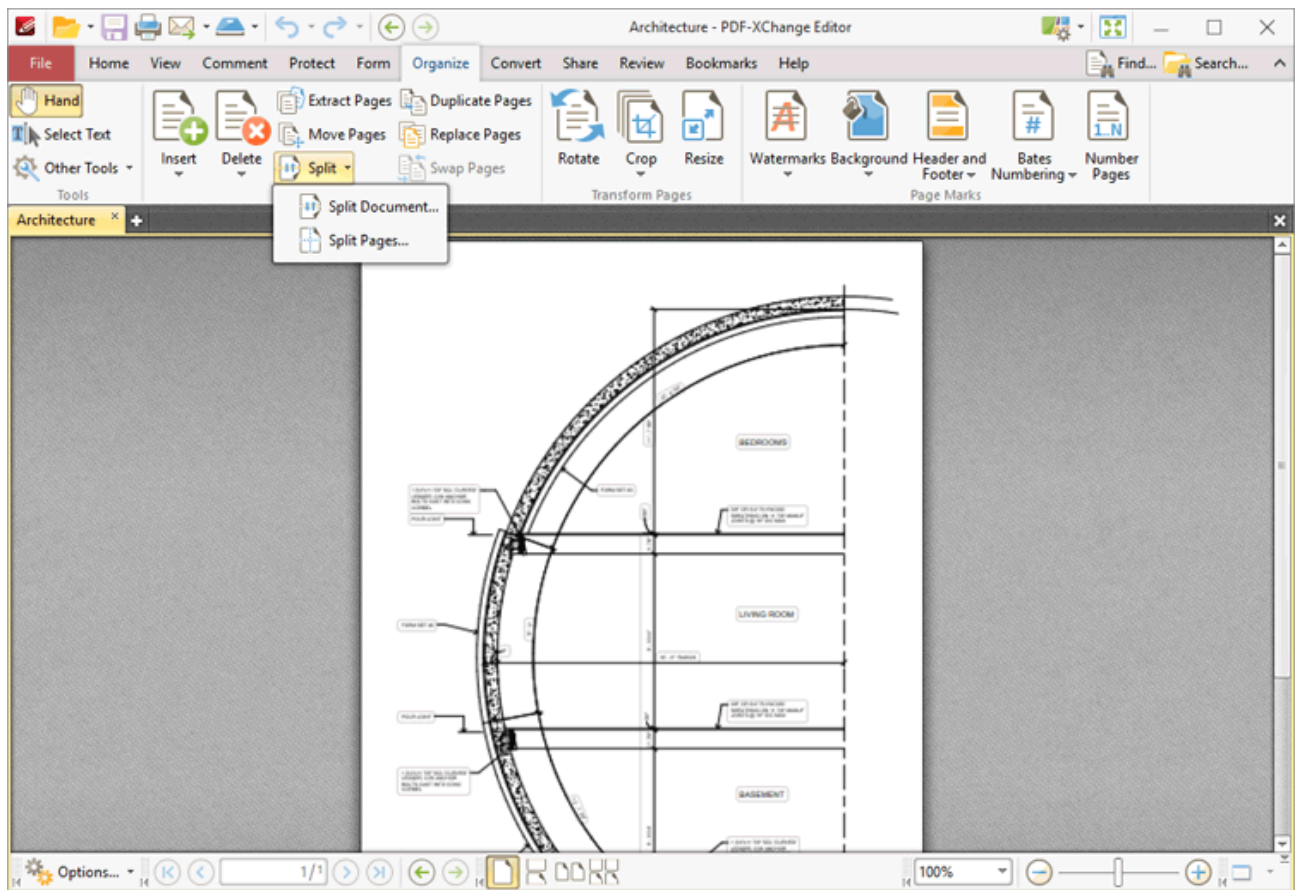 Architecture - PDF-XChange Editor
File Home View Comment Protect Form Organize Convert Share Review Bookmarks Help Find... Search...
Hand
Select Text
Other Tools
Tools
Insert
Delete
Extract Pages
Move Pages
Split
Duplicate Pages
Replace Pages
Swap Pages
Rotate
Crop
Resize
Transform Pages
Watermarks
Background
Header and
Footer
Bates
Numbering
Number
Pages
Page Marks
Split Document...
Split Pages...
Architecture
BEDROOMS
LIVING ROOM
BASEMENT
Options...
1/1
100%